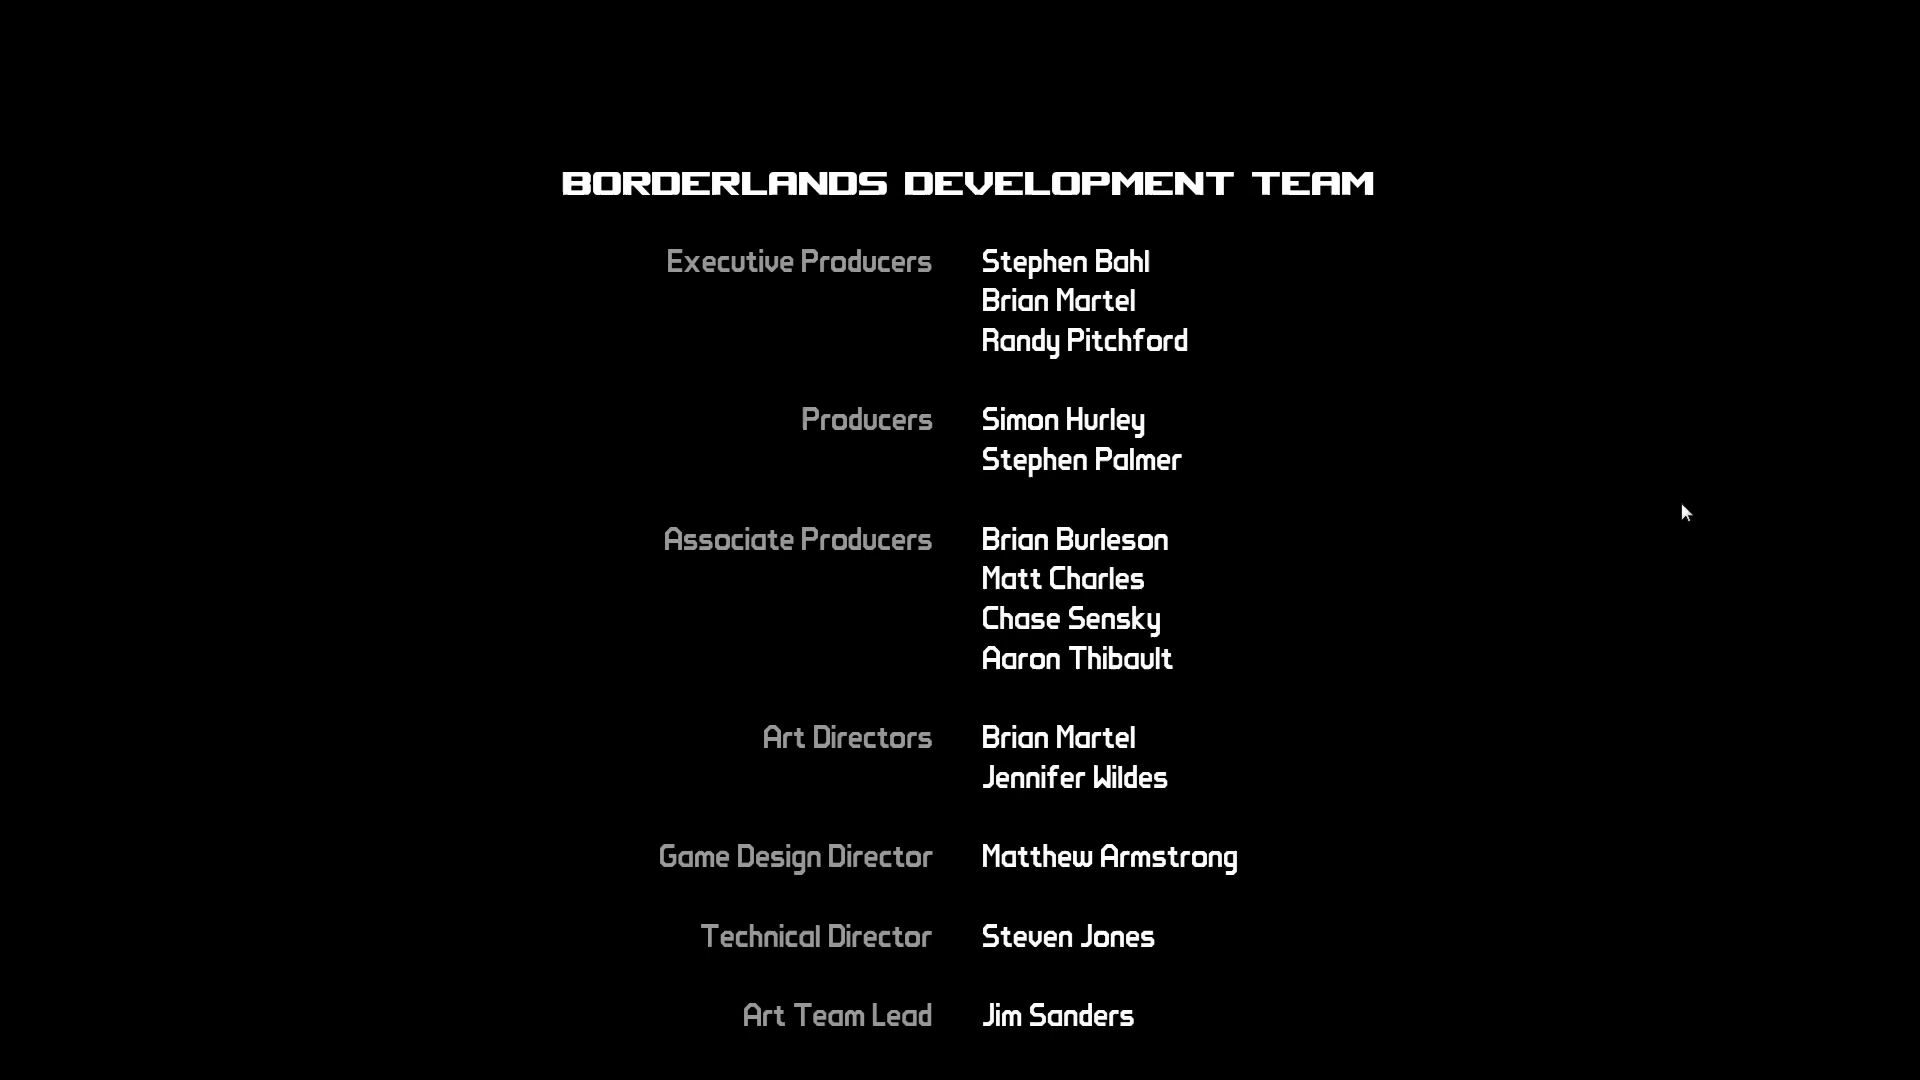 BORDERLANDS DEVELOPMENT TEAM
Executive Producers Stephen Bahl
Brian Martel
Randy Pitchford
Producers Simon Hurley
Stephen Palmer
Associate Producers Brian Burleson
Matt Charles
Chase Sensky
Aaron Thibault
Art Directors Brian Martel
Jennifer Wildes
Game Design Director Matthew Armstrong
Technical Director Steven Jones
Art Team Lead Jim Sanders